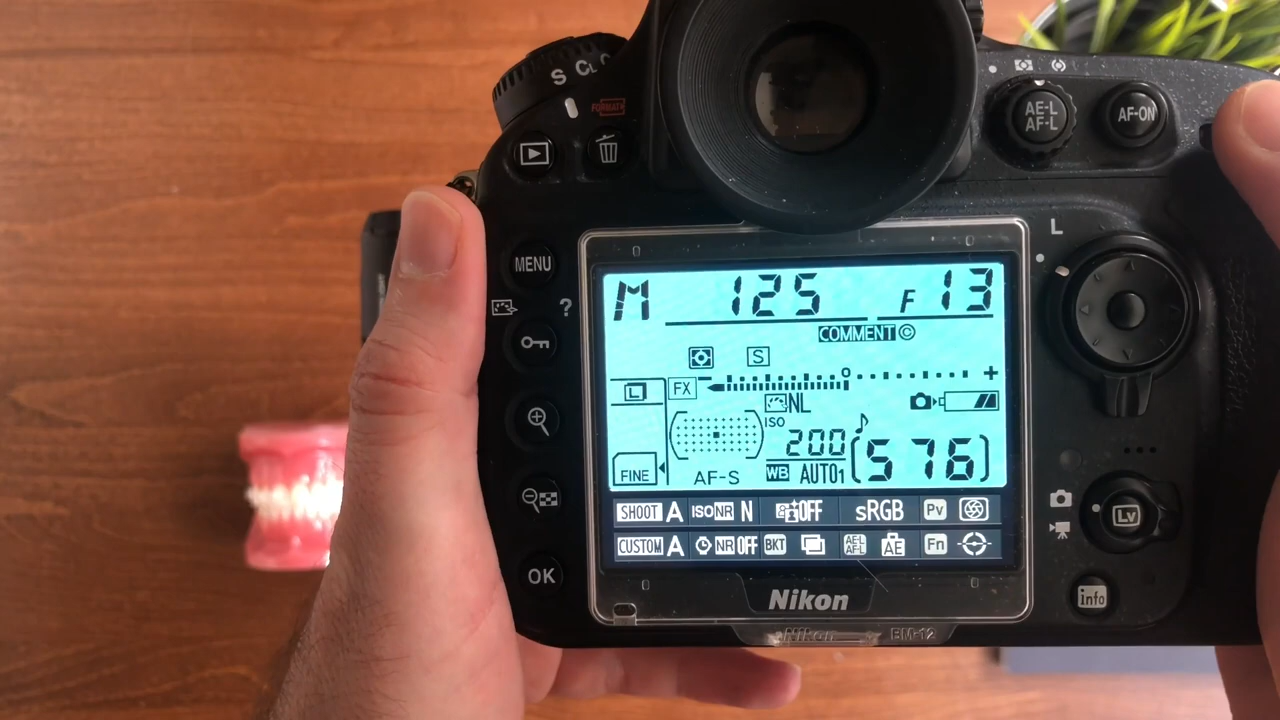 S CL
FORMAT
AE-L
AF-L
AF-ON
MENU
?
L
M 125 F 13
COMMENT ©
S
FX
- 0 +
NL
ISO
200
[576]
FINE
AF-S
WB AUTO1
SHOOT A ISO NR N OFF sRGB Pv
CUSTOM A NR OFF BKT AE-L AF-L AE Fn
OK
Lv
info
Nikon
Nikon BM-12